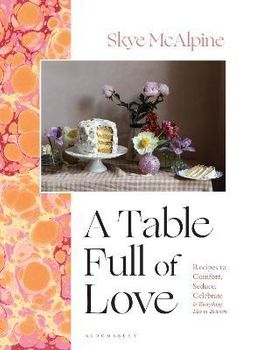 Skye McAlpine
A Table
Full of
Love
Recipes to
Comfort,
Seduce,
Celebrate
& Everything
Else in Between
BLOOMSBURY